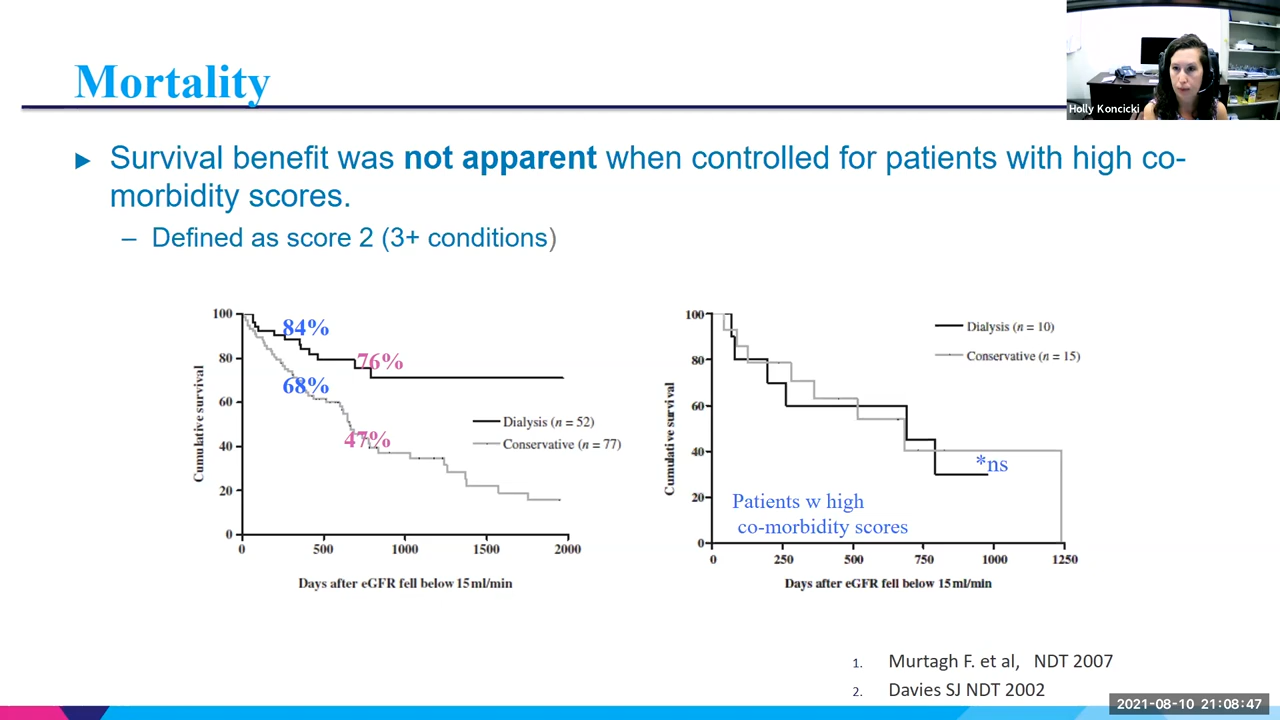 Holly Koncicki
Mortality
▶ Survival benefit was not apparent when controlled for patients with high co-
morbidity scores.
– Defined as score 2 (3+ conditions)
100
80
60
40
20
0
Cumulative survival
84%
76%
68%
47%
Dialysis (n = 52)
Conservative (n = 77)
0 500 1000 1500 2000
Days after eGFR fell below 15 ml/min
100
80
60
40
20
0
Cumulative survival
Dialysis (n = 10)
Conservative (n = 15)
*ns
Patients w high
co-morbidity scores
0 250 500 750 1000 1250
Days after eGFR fell below 15 ml/min
1. Murtagh F. et al, NDT 2007
2. Davies SJ NDT 2002
2021-08-10 21:08:47